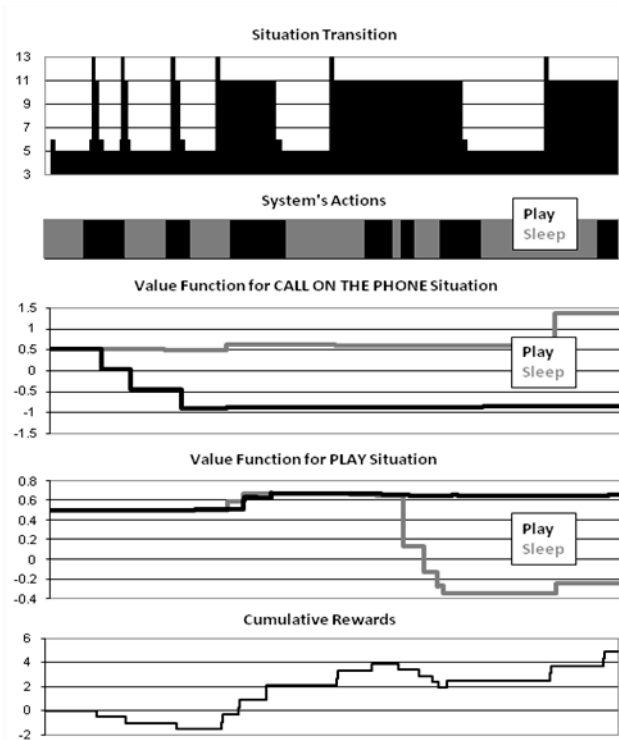 Situation Transition
13
11
9
7
5
3
System's Actions
Play
Sleep
Value Function for CALL ON THE PHONE Situation
1.5
1
0.5
0
-0.5
-1
-1.5
Play
Sleep
Value Function for PLAY Situation
0.8
0.6
0.4
0.2
0
-0.2
-0.4
Play
Sleep
Cumulative Rewards
6
4
2
0
-2